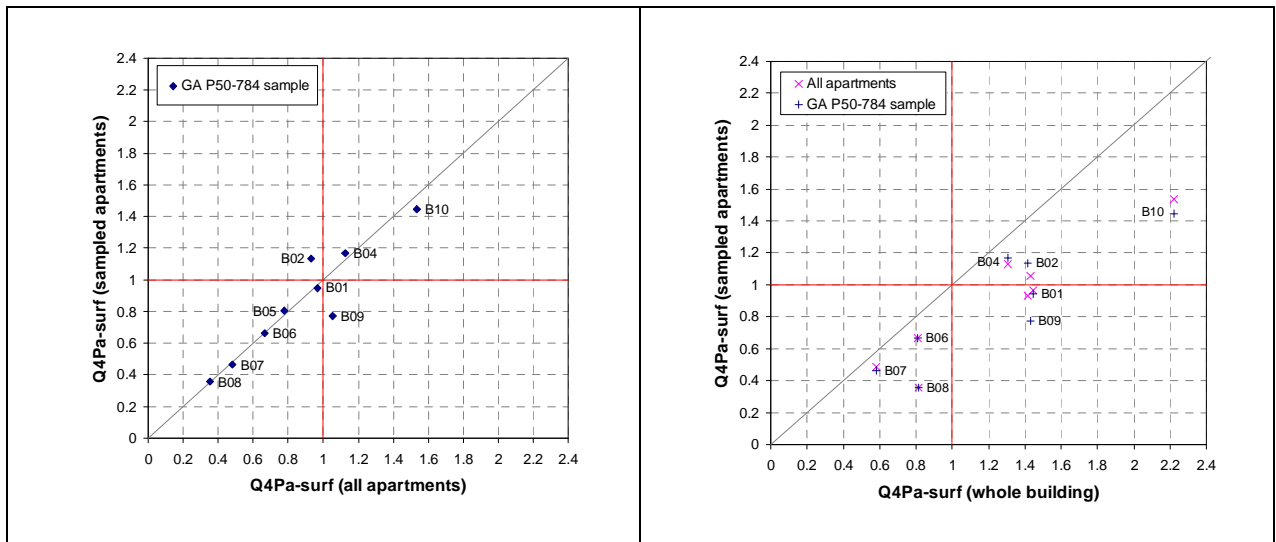 GA P50-784 sample
Q4Pa-surf (sampled apartments)
2.4
2.2
2
1.8
1.6
1.4
1.2
1
0.8
0.6
0.4
0.2
0
B10
B02
B04
B01
B05
B09
B06
B07
B08
0 0.2 0.4 0.6 0.8 1 1.2 1.4 1.6 1.8 2 2.2 2.4
Q4Pa-surf (all apartments)
All apartments
GA P50-784 sample
Q4Pa-surf (sampled apartments)
2.4
2.2
2
1.8
1.6
1.4
1.2
1
0.8
0.6
0.4
0.2
0
B10
B04
B02
B01
B09
B06
B07
B08
0 0.2 0.4 0.6 0.8 1 1.2 1.4 1.6 1.8 2 2.2 2.4
Q4Pa-surf (whole building)